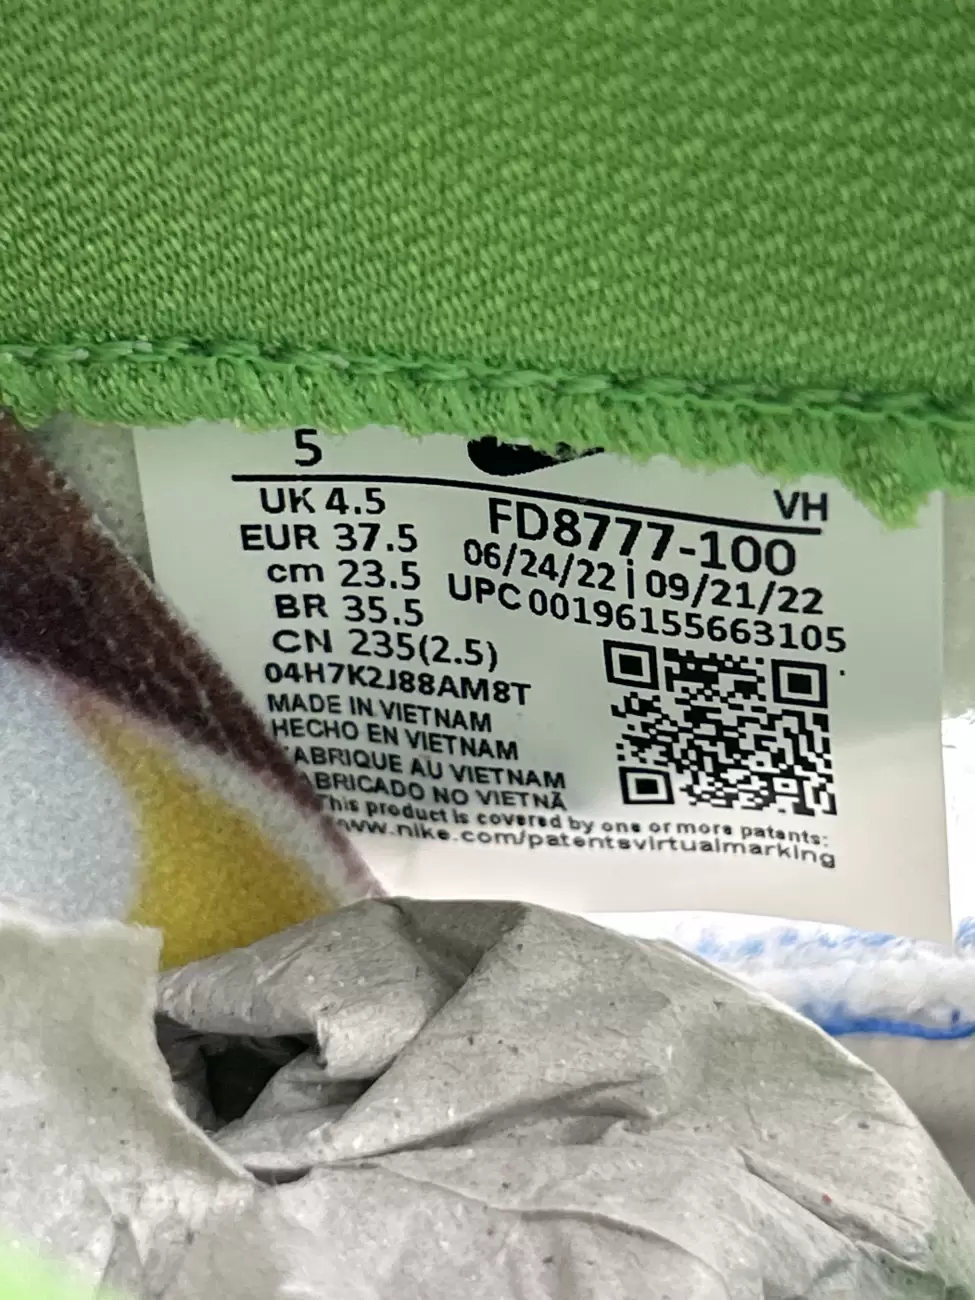 5
VH
UK 4.5
EUR 37.5
cm 23.5
BR 35.5
CN 235(2.5)
04H7K2J88AM8T
FD8777-100
06/24/22 | 09/21/22
UPC 00196155663105
MADE IN VIETNAM
HECHO EN VIETNAM
ABRIQUE AU VIETNAM
ABRICADO NO VIETNÃ
This product is covered by one or more patents:
www.nike.com/patentsvirtualmarking